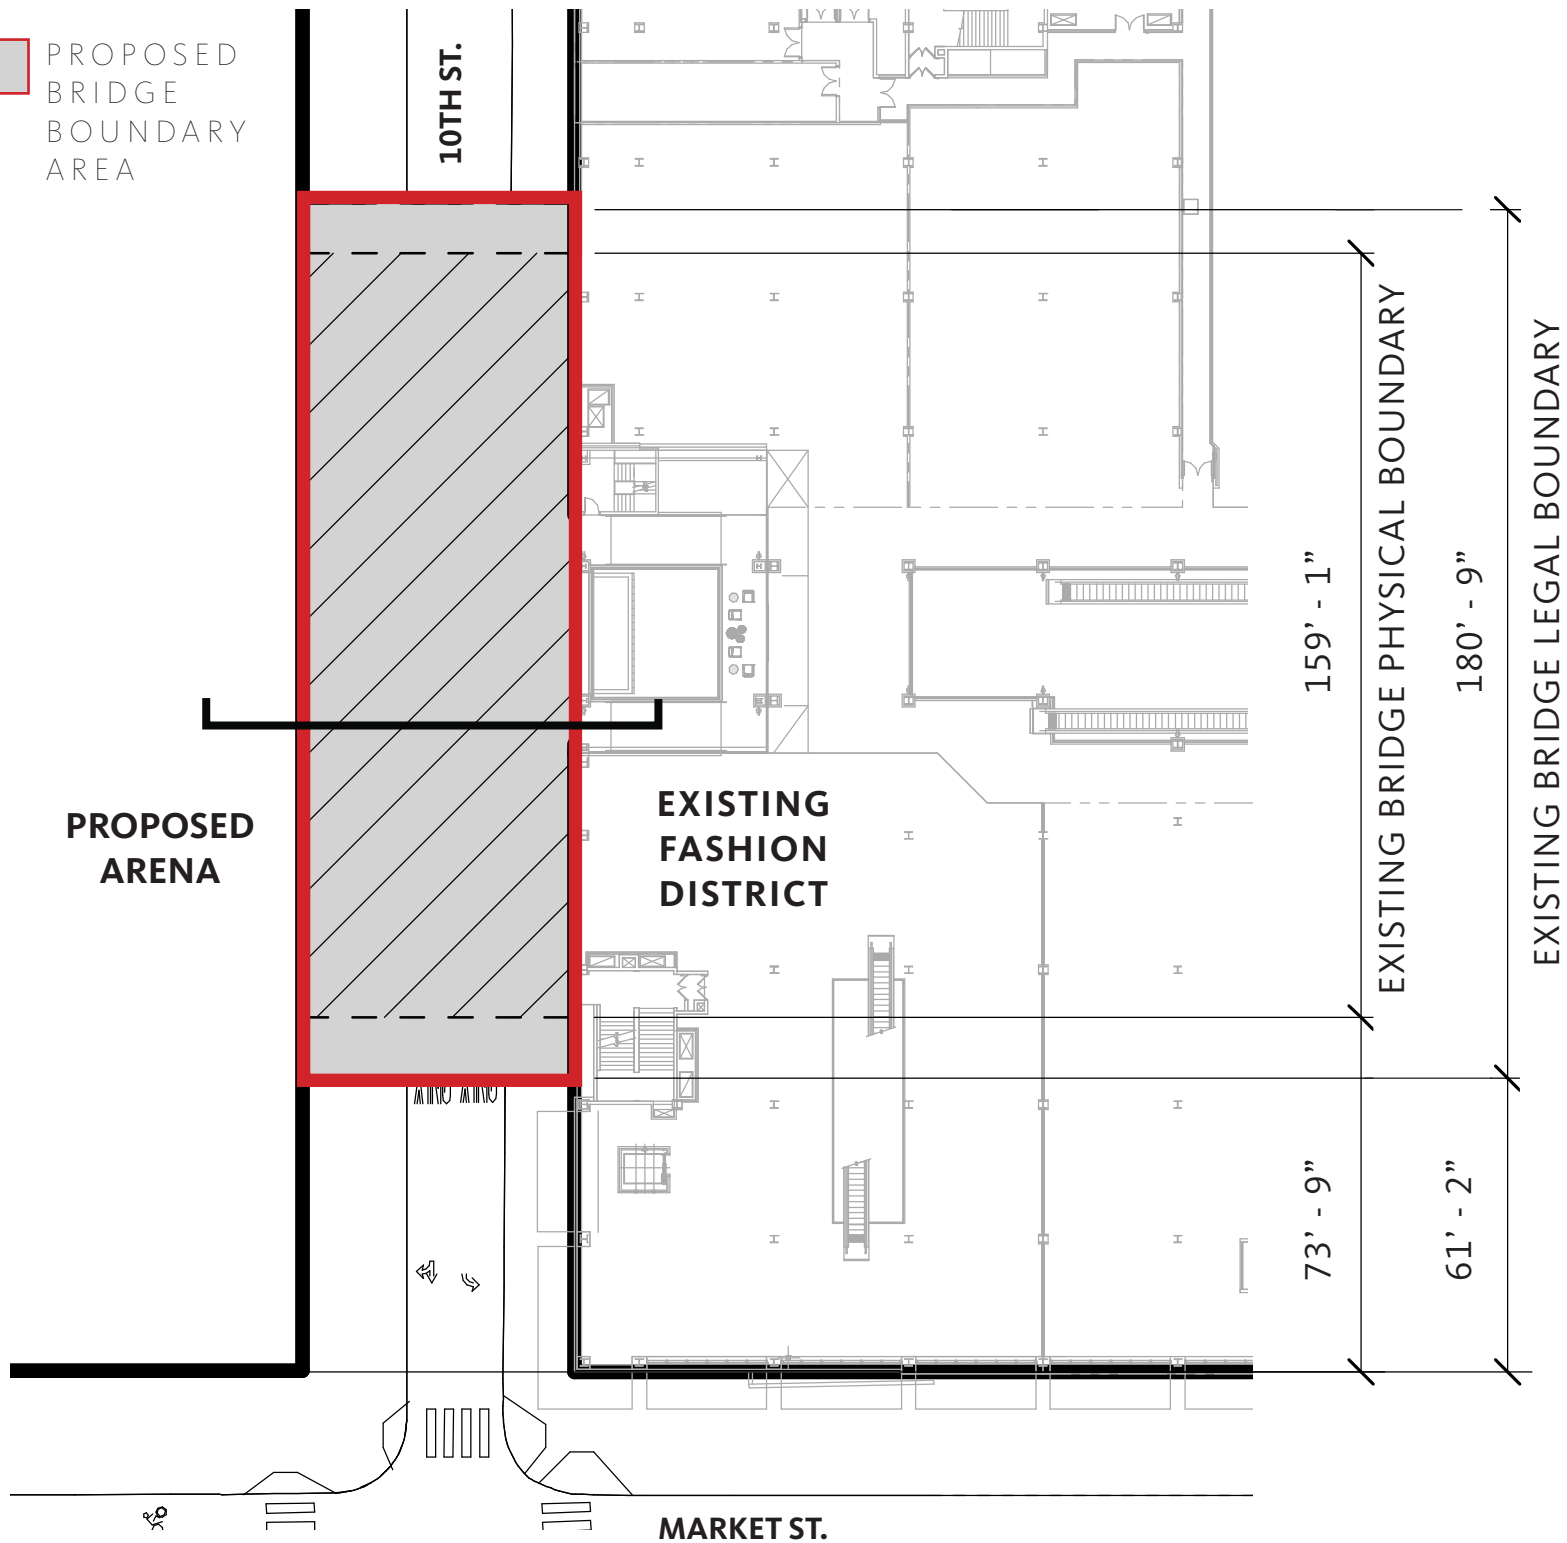 PROPOSED
BRIDGE
BOUNDARY
AREA
10TH ST.
159’ - 1”
EXISTING BRIDGE PHYSICAL BOUNDARY
180’ - 9”
EXISTING BRIDGE LEGAL BOUNDARY
PROPOSED
ARENA
EXISTING
FASHION
DISTRICT
73’ - 9”
61’ - 2”
MARKET ST.